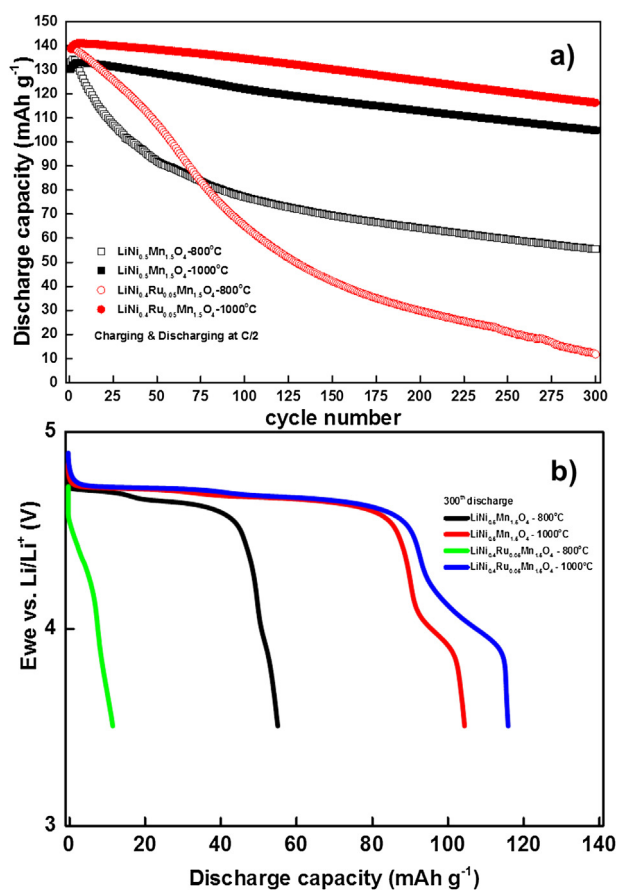 a)
Discharge capacity (mAh g⁻¹)
150
140
130
120
110
100
90
80
70
60
50
40
30
20
10
0
LiNi₀.₅Mn₁.₅O₄-800°C
LiNi₀.₅Mn₁.₅O₄-1000°C
LiNi₀.₄Ru₀.₀₅Mn₁.₅O₄-800°C
LiNi₀.₄Ru₀.₀₅Mn₁.₅O₄-1000°C
Charging & Discharging at C/2
0 25 50 75 100 125 150 175 200 225 250 275 300
cycle number
b)
Ewe vs. Li/Li⁺ (V)
5
4
3
300ᵗʰ discharge
LiNi₀.₅Mn₁.₅O₄ - 800°C
LiNi₀.₅Mn₁.₅O₄ - 1000°C
LiNi₀.₄Ru₀.₀₅Mn₁.₅O₄ - 800°C
LiNi₀.₄Ru₀.₀₅Mn₁.₅O₄ - 1000°C
0 20 40 60 80 100 120 140
Discharge capacity (mAh g⁻¹)